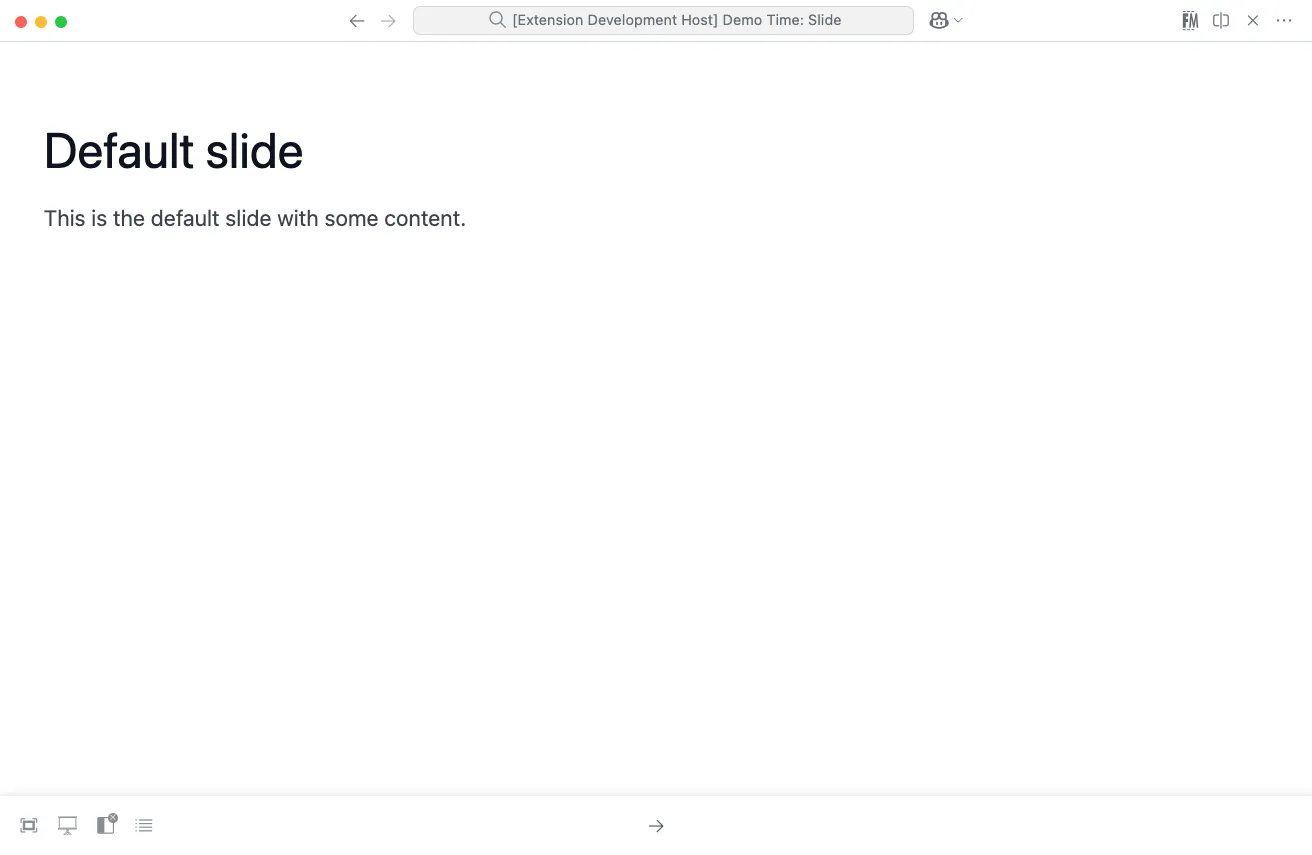 [Extension Development Host] Demo Time: Slide
FM
Default slide
This is the default slide with some content.